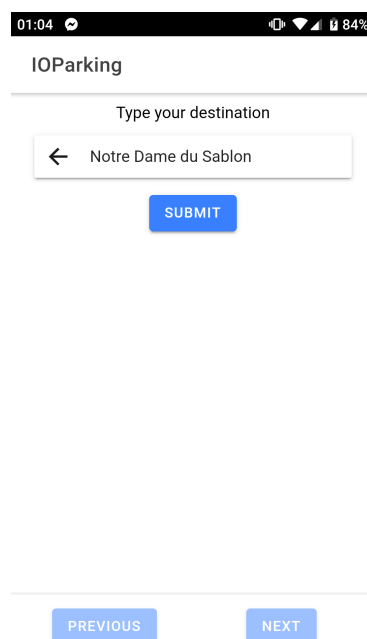 01:04 84%
IOParking
Type your destination
Notre Dame du Sablon
SUBMIT
PREVIOUS NEXT